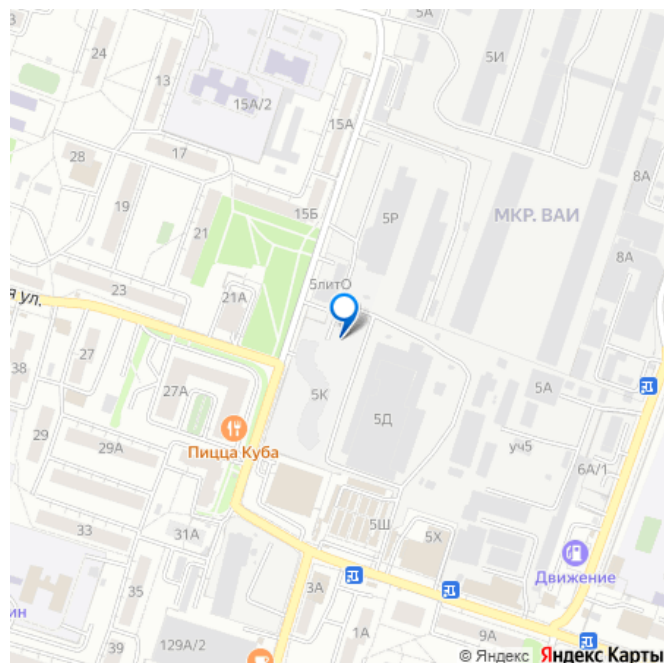 5А
24
5И
13
15А/2
15А
17
28
8А
19
15Б
5Р
МКР. ВАИ
21
8А
5литО
23
21А
я ул.
27
38
27А
5К
5А
5Д
29
уч5
29А
Пицца Куба
6А/1
33
5Ш
31А
5Х
Движение
35
3А
ин
1А
9А
39
129А/2
© Яндекс Яндекс Карты